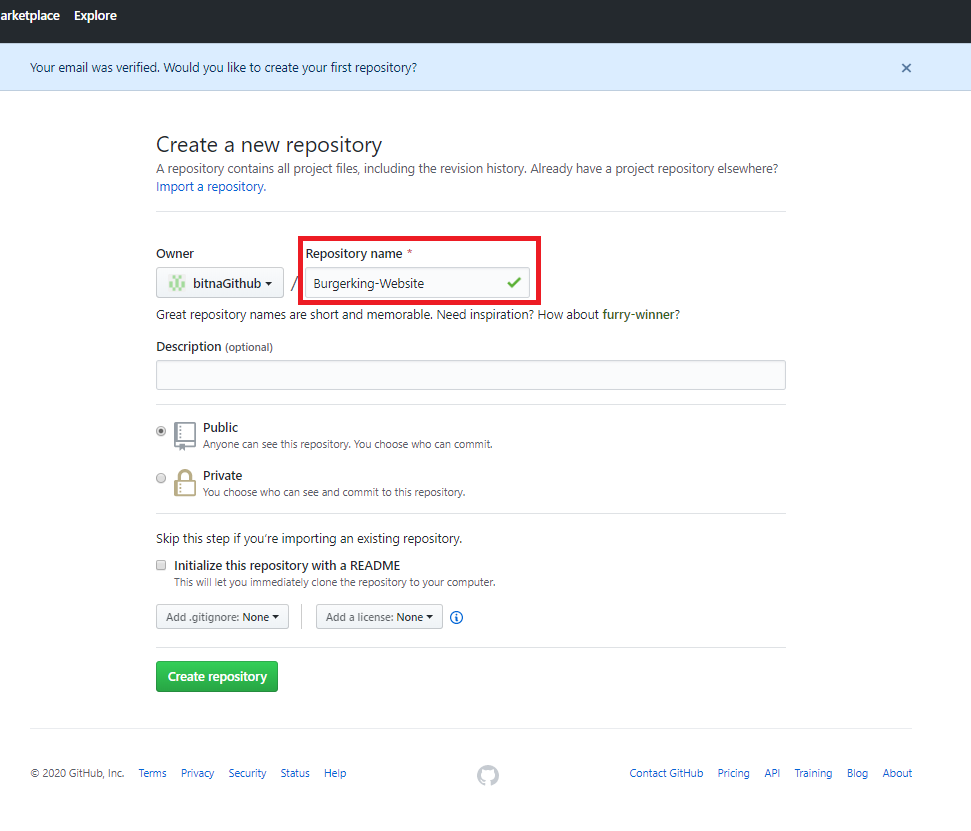 arketplace Explore
Your email was verified. Would you like to create your first repository?
Create a new repository
A repository contains all project files, including the revision history. Already have a project repository elsewhere?
Import a repository.
Owner
Repository name *
bitnaGithub
/
Burgerking-Website
Great repository names are short and memorable. Need inspiration? How about furry-winner?
Description (optional)
Public
Anyone can see this repository. You choose who can commit.
Private
You choose who can see and commit to this repository.
Skip this step if you're importing an existing repository.
Initialize this repository with a README
This will let you immediately clone the repository to your computer.
Add .gitignore: None
Add a license: None
Create repository
© 2020 GitHub, Inc. Terms Privacy Security Status Help Contact GitHub Pricing API Training Blog About